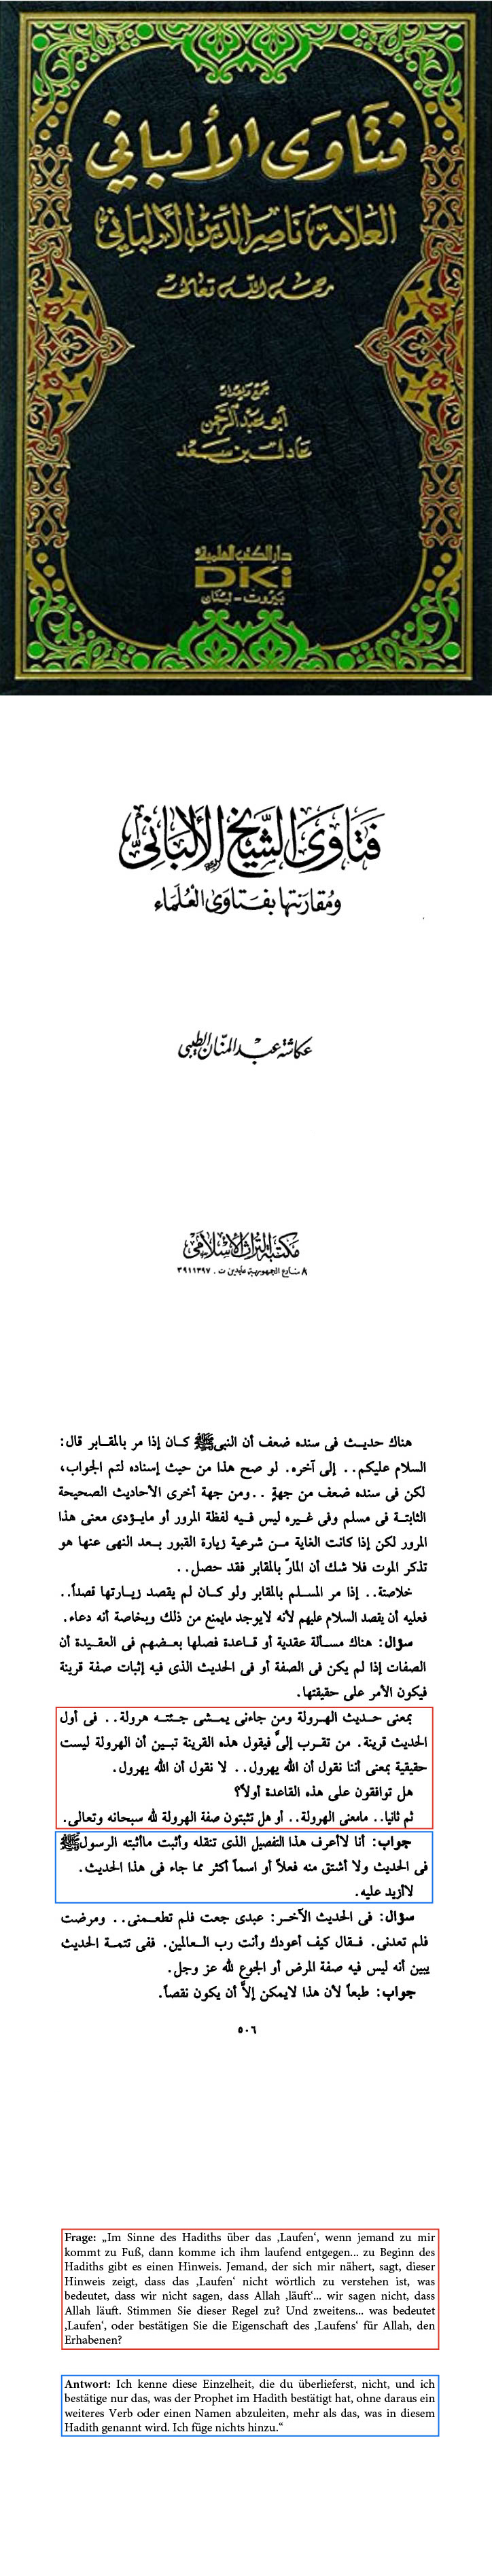 فتاوى الألباني
العلامة ناصر الدين الألباني
رحمه الله تعالى
جمع وإعداد
أبو عبد الرحمن
عادل بن سعد
دار الكتب العلمية
DKi
بيروت - لبنان
فتاوى الشيخ الألباني
ومقارنتها بفتاوى العلماء
عكاشة عبد المنان الطيبي
مكتبة التراث الإسلامي
٨ شارع الجمهورية عابدين ت . ٣٩١١٣٩٧
هناك حديث فى سنده ضعف أن النبى ﷺ كان إذا مر بالمقابر قال:
السلام عليكم.. إلى آخره. لو صح هذا من حيث إسناده لتم الجواب،
لكن فى سنده ضعف من جهةٍ ..ومن جهة أخرى الأحاديث الصحيحة
الثابتة فى مسلم وفى غيره ليس فيه لفظة المرور أو مايؤدى معنى هذا
المرور لكن إذا كانت الغاية من شرعية زيارة القبور بعد النهى عنها هو
تذكر الموت فلا شك أن المارّ بالمقابر فقد حصل..
خلاصتة.. إذا مر المسلم بالمقابر ولو كان لم يقصد زيارتها قصداً..
فعليه أن يقصد السلام عليهم لأنه لايوجد مايمنع من ذلك وبخاصة أنه دعاء.
سؤال: هناك مسألة عقدية أو قاعدة فصلها بعضهم فى العقيدة أن
الصفات إذا لم يكن فى الصفة أو فى الحديث الذى فيه إثبات صفة قرينة
فيكون الأمر على حقيقتها.
بمعنى حديث الهرولة ومن جاءنى يمشى جئتته هرولة.. فى أول
الحديث قرينة. من تقرب إلىَّ فيقول هذه القرينة تبين أن الهرولة ليست
حقيقية بمعنى أننا نقول أن الله يهرول.. لا نقول أن الله يهرول.
هل توافقون على هذه القاعدة أولاً؟
ثم ثانيا.. مامعنى الهرولة.. أو هل تثبتون صفة الهرولة لله سبحانه وتعالى.
جواب: أنا لاأعرف هذا التفصيل الذى تنقله وأثبت ماأثبته الرسول ﷺ
فى الحديث ولا أشتق منه فعلاً أو اسماً أكثر مما جاء فى هذا الحديث.
لاأزيد عليه.
سؤال: فى الحديث الآخر: عبدى جعت فلم تطعمنى.. ومرضت
فلم تعدنى. فقال كيف أعودك وأنت رب العالمين. ففى تتمة الحديث
يبين أنه ليس فيه صفة المرض أو الجوع لله عز وجل.
جواب: طبعاً لأن هذا لايمكن إلاَّ أن يكون نقصاً.
٥٠٦
Frage: „Im Sinne des Hadiths über das ‚Laufen‘, wenn jemand zu mir
kommt zu Fuß, dann komme ich ihm laufend entgegen... zu Beginn des
Hadiths gibt es einen Hinweis. Jemand, der sich mir nähert, sagt, dieser
Hinweis zeigt, dass das ‚Laufen‘ nicht wörtlich zu verstehen ist, was
bedeutet, dass wir nicht sagen, dass Allah ‚läuft‘... wir sagen nicht, dass
Allah läuft. Stimmen Sie dieser Regel zu? Und zweitens... was bedeutet
‚Laufen‘, oder bestätigen Sie die Eigenschaft des ‚Laufens‘ für Allah, den
Erhabenen?
Antwort: Ich kenne diese Einzelheit, die du überlieferst, nicht, und ich
bestätige nur das, was der Prophet im Hadith bestätigt hat, ohne daraus ein
weiteres Verb oder einen Namen abzuleiten, mehr als das, was in diesem
Hadith genannt wird. Ich füge nichts hinzu.“